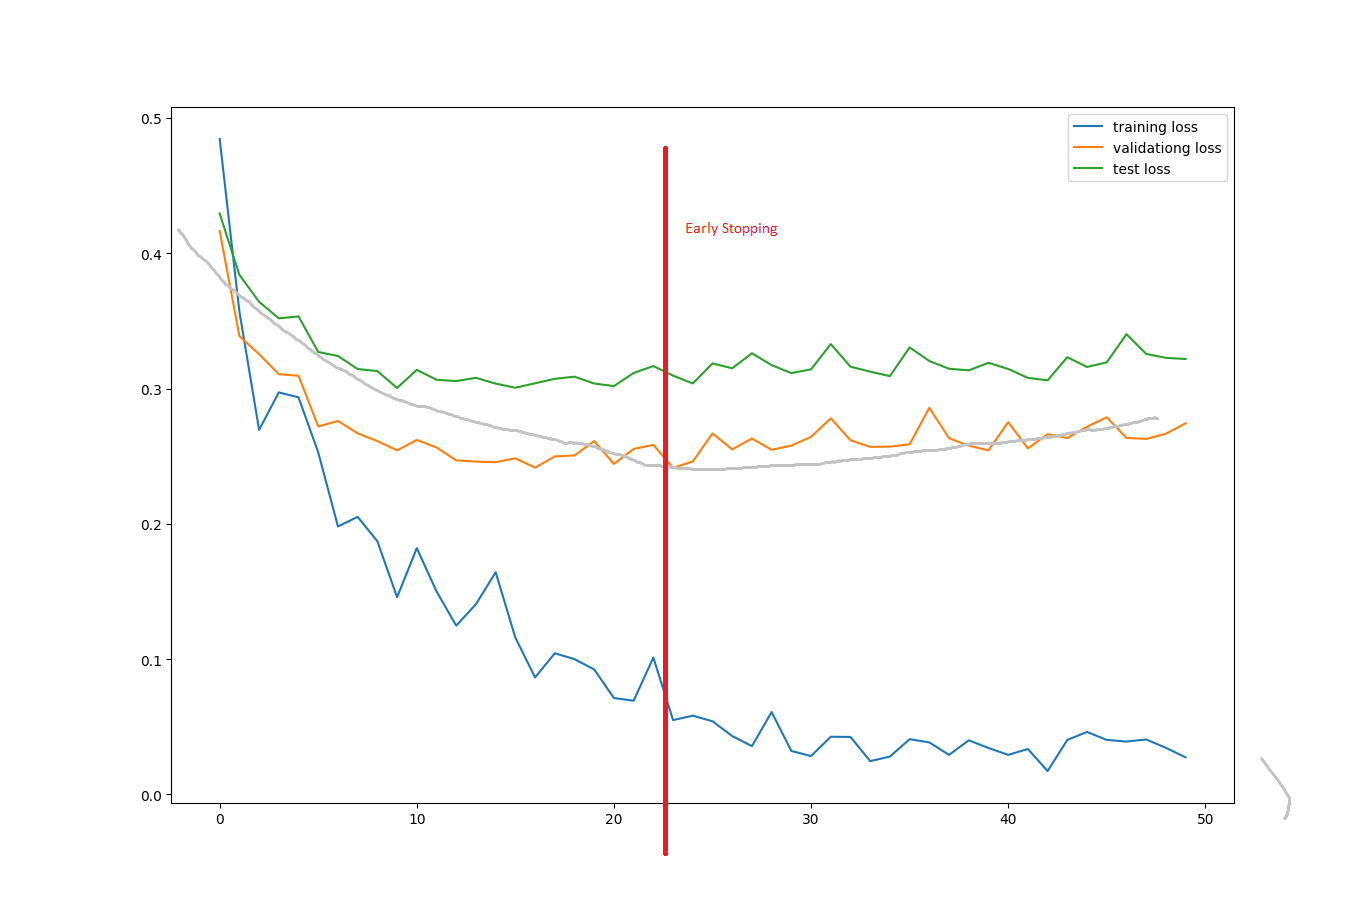 0.5
training loss
validationg loss
test loss
Early Stopping
0.4
0.3
0.2
0.1
0.0
0 10 20 30 40 50